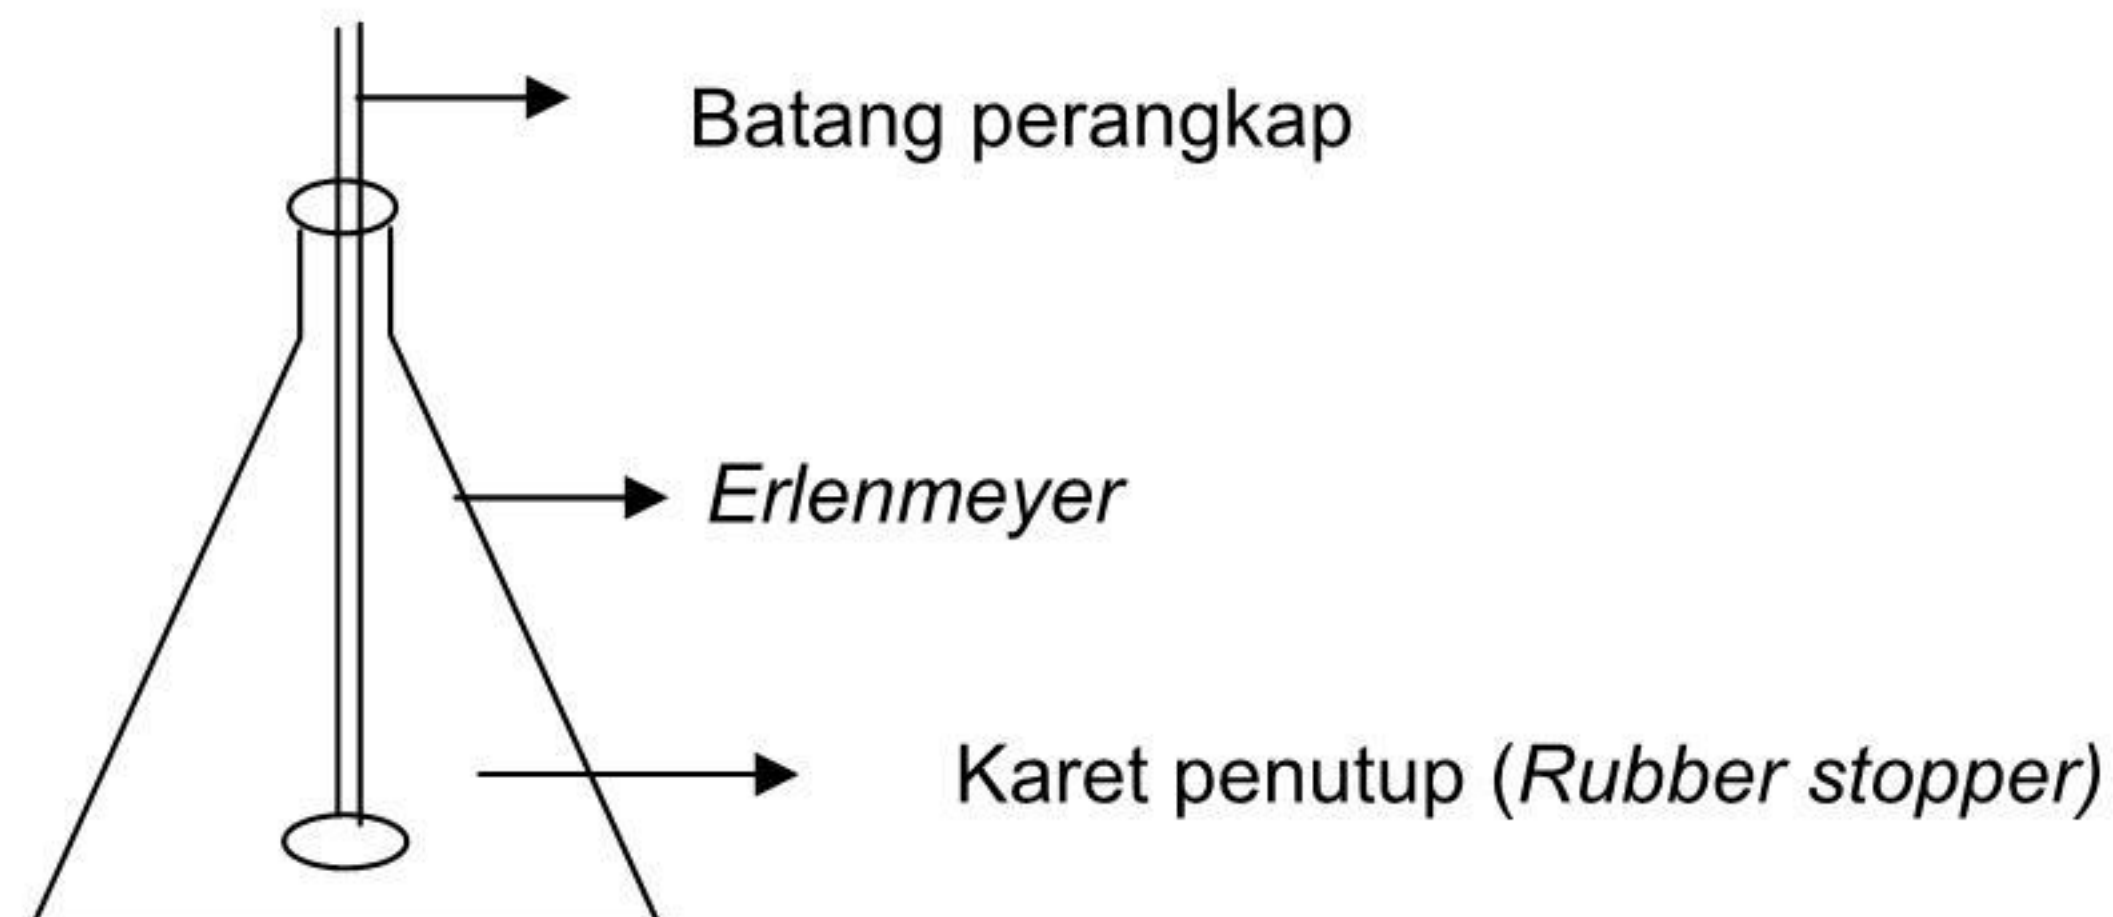 Batang perangkap
Erlenmeyer
Karet penutup (Rubber stopper)